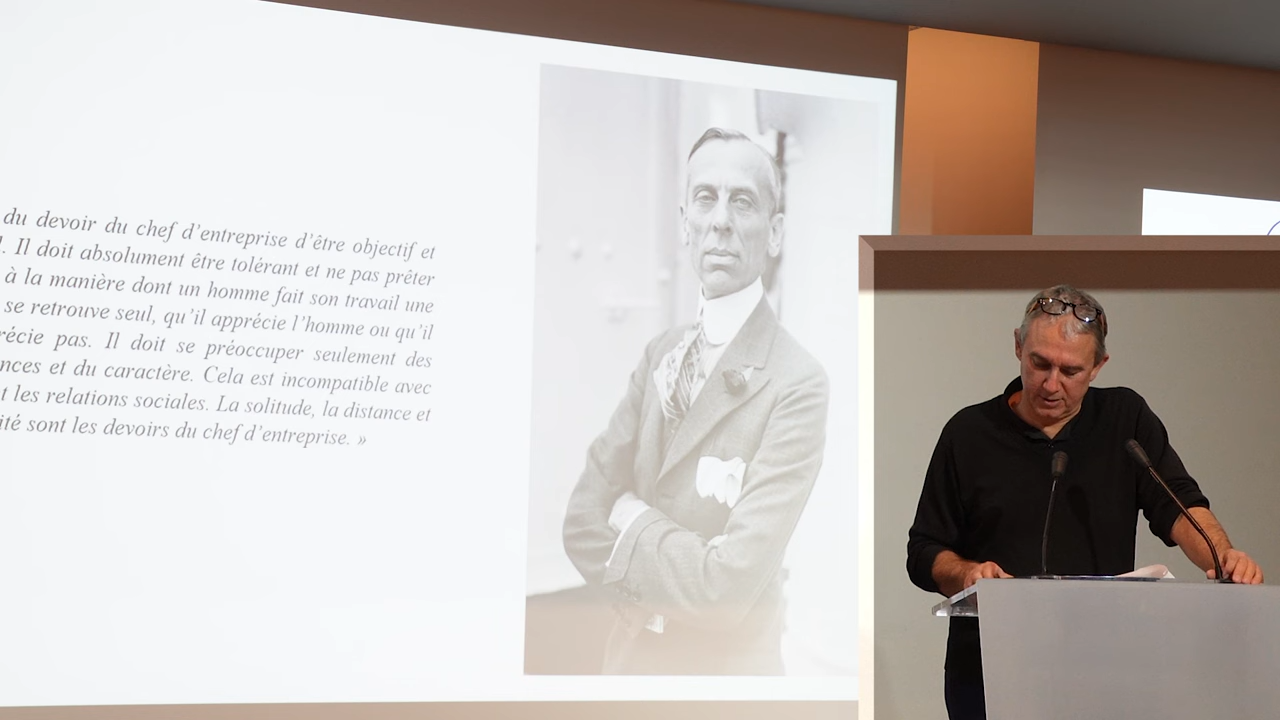 du devoir du chef d'entreprise d'être objectif et
. Il doit absolument être tolérant et ne pas prêter
à la manière dont un homme fait son travail une
se retrouve seul, qu'il apprécie l'homme ou qu'il
récie pas. Il doit se préoccuper seulement des
nces et du caractère. Cela est incompatible avec
t les relations sociales. La solitude, la distance et
ité sont les devoirs du chef d'entreprise. »